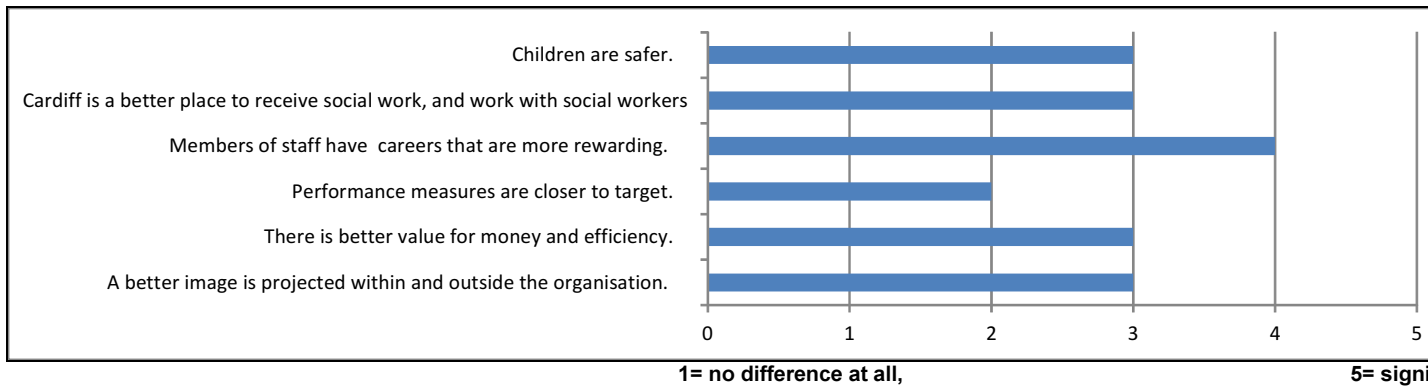 Children are safer.
Cardiff is a better place to receive social work, and work with social workers
Members of staff have  careers that are more rewarding.
Performance measures are closer to target.
There is better value for money and efficiency.
A better image is projected within and outside the organisation.
0 1 2 3 4 5
1= no difference at all, 5=